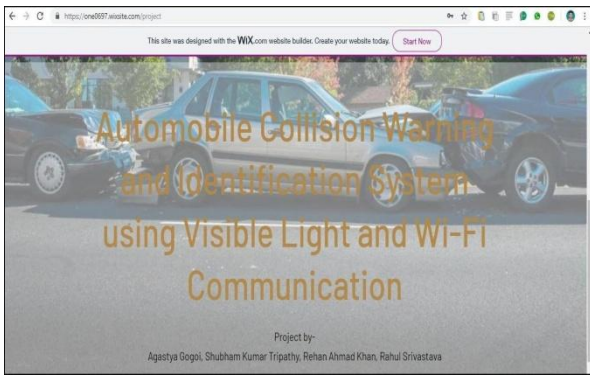 https://one0697.wixsite.com/project
This site was designed with the WiX.com website builder. Create your website today.
Start Now
Automobile Collision Warning
and Identification System
using Visible Light and Wi-Fi
Communication
Project by-
Agastya Gogoi, Shubham Kumar Tripathy, Rehan Ahmad Khan, Rahul Srivastava